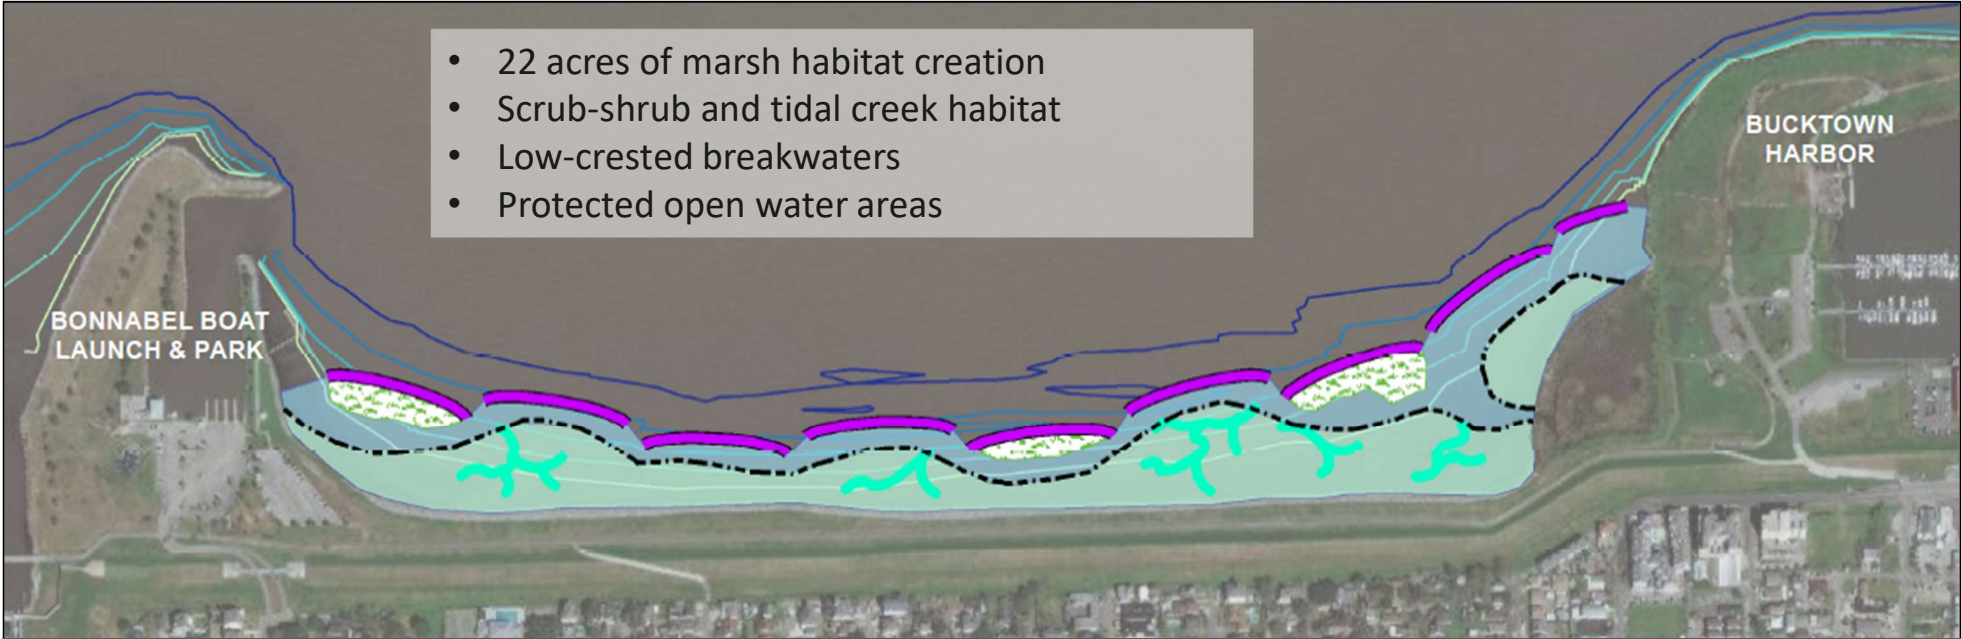 • 22 acres of marsh habitat creation
• Scrub-shrub and tidal creek habitat
• Low-crested breakwaters
• Protected open water areas
BUCKTOWN
HARBOR
BONNABEL BOAT
LAUNCH & PARK